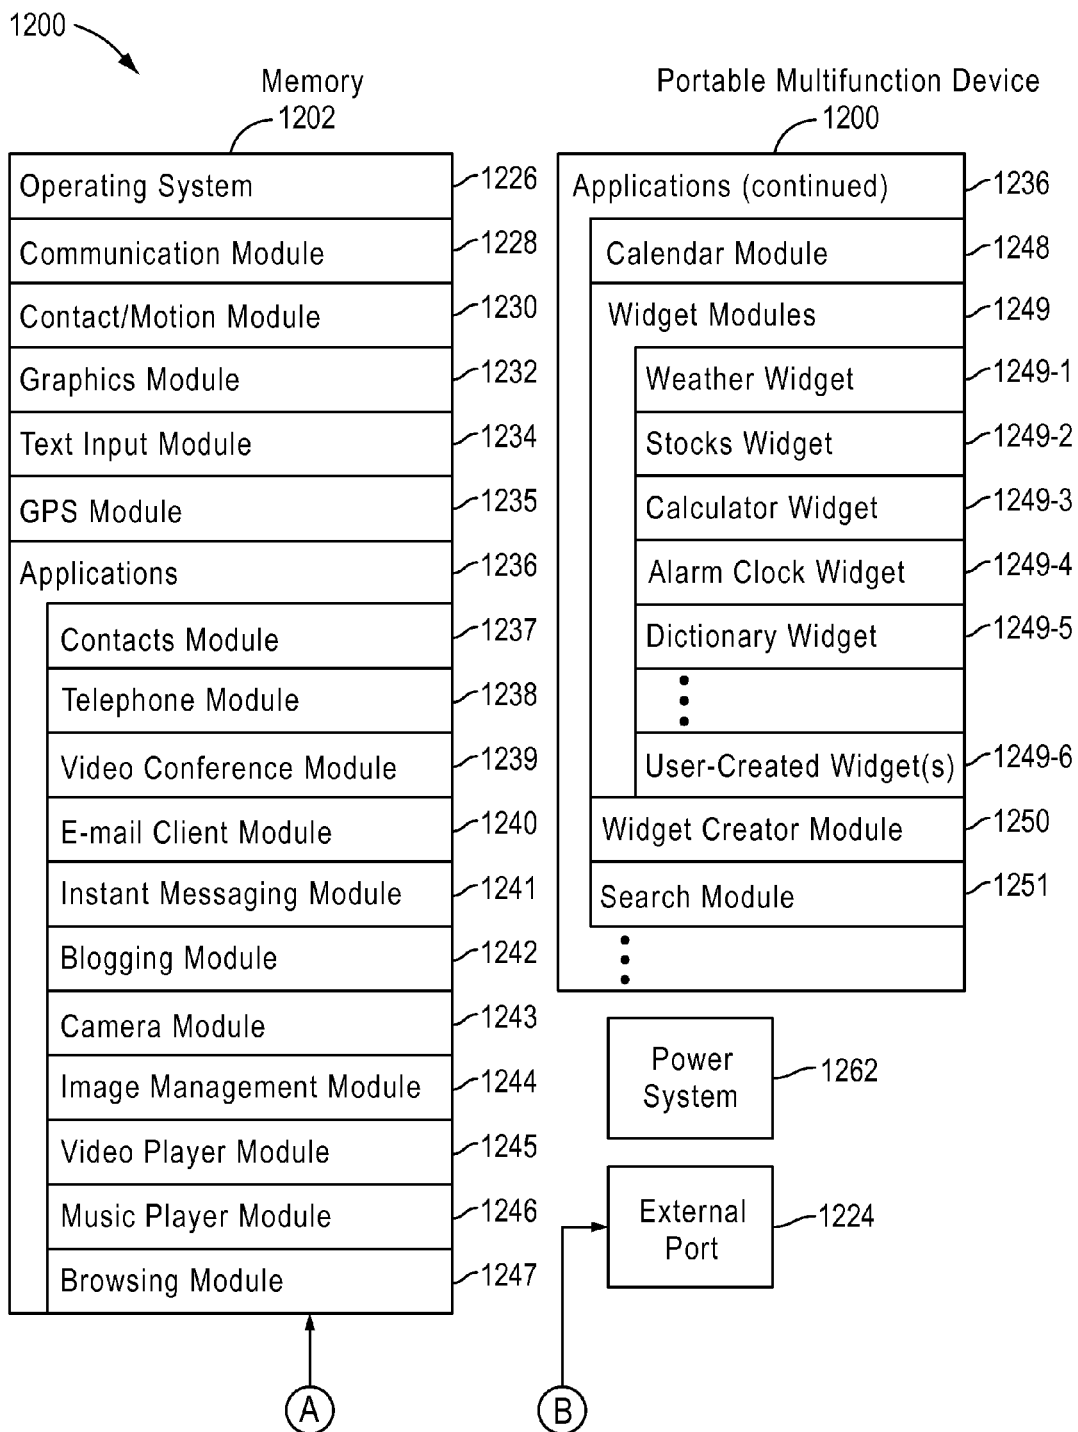 1200
Memory
1202
Operating System 1226
Communication Module 1228
Contact/Motion Module 1230
Graphics Module 1232
Text Input Module 1234
GPS Module 1235
Applications 1236
Contacts Module 1237
Telephone Module 1238
Video Conference Module 1239
E-mail Client Module 1240
Instant Messaging Module 1241
Blogging Module 1242
Camera Module 1243
Image Management Module 1244
Video Player Module 1245
Music Player Module 1246
Browsing Module 1247
A
Portable Multifunction Device
1200
Applications (continued) 1236
Calendar Module 1248
Widget Modules 1249
Weather Widget 1249-1
Stocks Widget 1249-2
Calculator Widget 1249-3
Alarm Clock Widget 1249-4
Dictionary Widget 1249-5
User-Created Widget(s) 1249-6
Widget Creator Module 1250
Search Module 1251
Power
System 1262
External
Port 1224
B